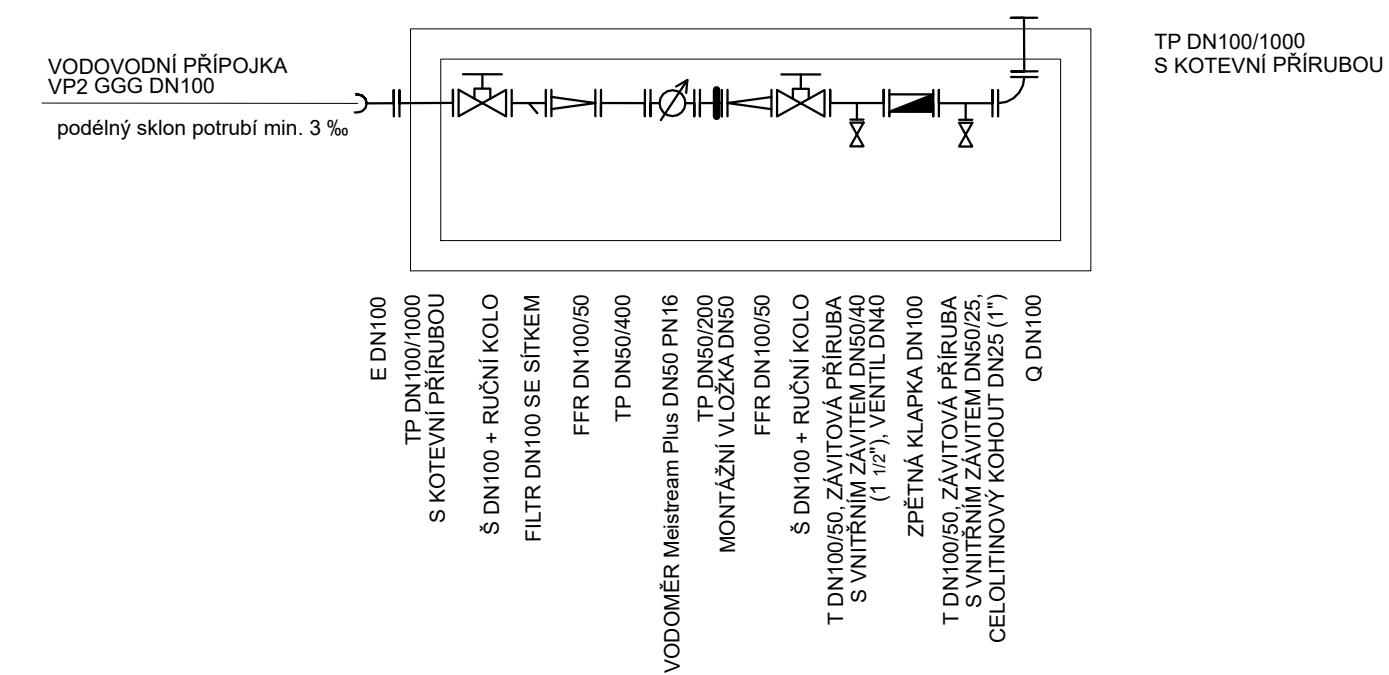 VODOVODNÍ PŘÍPOJKA
VP2 GGG DN100
podélný sklon potrubí min. 3 ‰
TP DN100/1000
S KOTEVNÍ PŘÍRUBOU
E DN100
TP DN100/1000
S KOTEVNÍ PŘÍRUBOU
Š DN100 + RUČNÍ KOLO
FILTR DN100 SE SÍTKEM
FFR DN100/50
TP DN50/400
VODOMĚR Meistream Plus DN50 PN16
TP DN50/200
MONTÁŽNÍ VLOŽKA DN50
FFR DN100/50
Š DN100 + RUČNÍ KOLO
T DN100/50, ZÁVITOVÁ PŘÍRUBA
S VNITŘNÍM ZÁVITEM DN50/40
(1 1/2"), VENTIL DN40
ZPĚTNÁ KLAPKA DN100
T DN100/50, ZÁVITOVÁ PŘÍRUBA
S VNITŘNÍM ZÁVITEM DN50/25,
CELOLITINOVÝ KOHOUT DN25 (1")
Q DN100